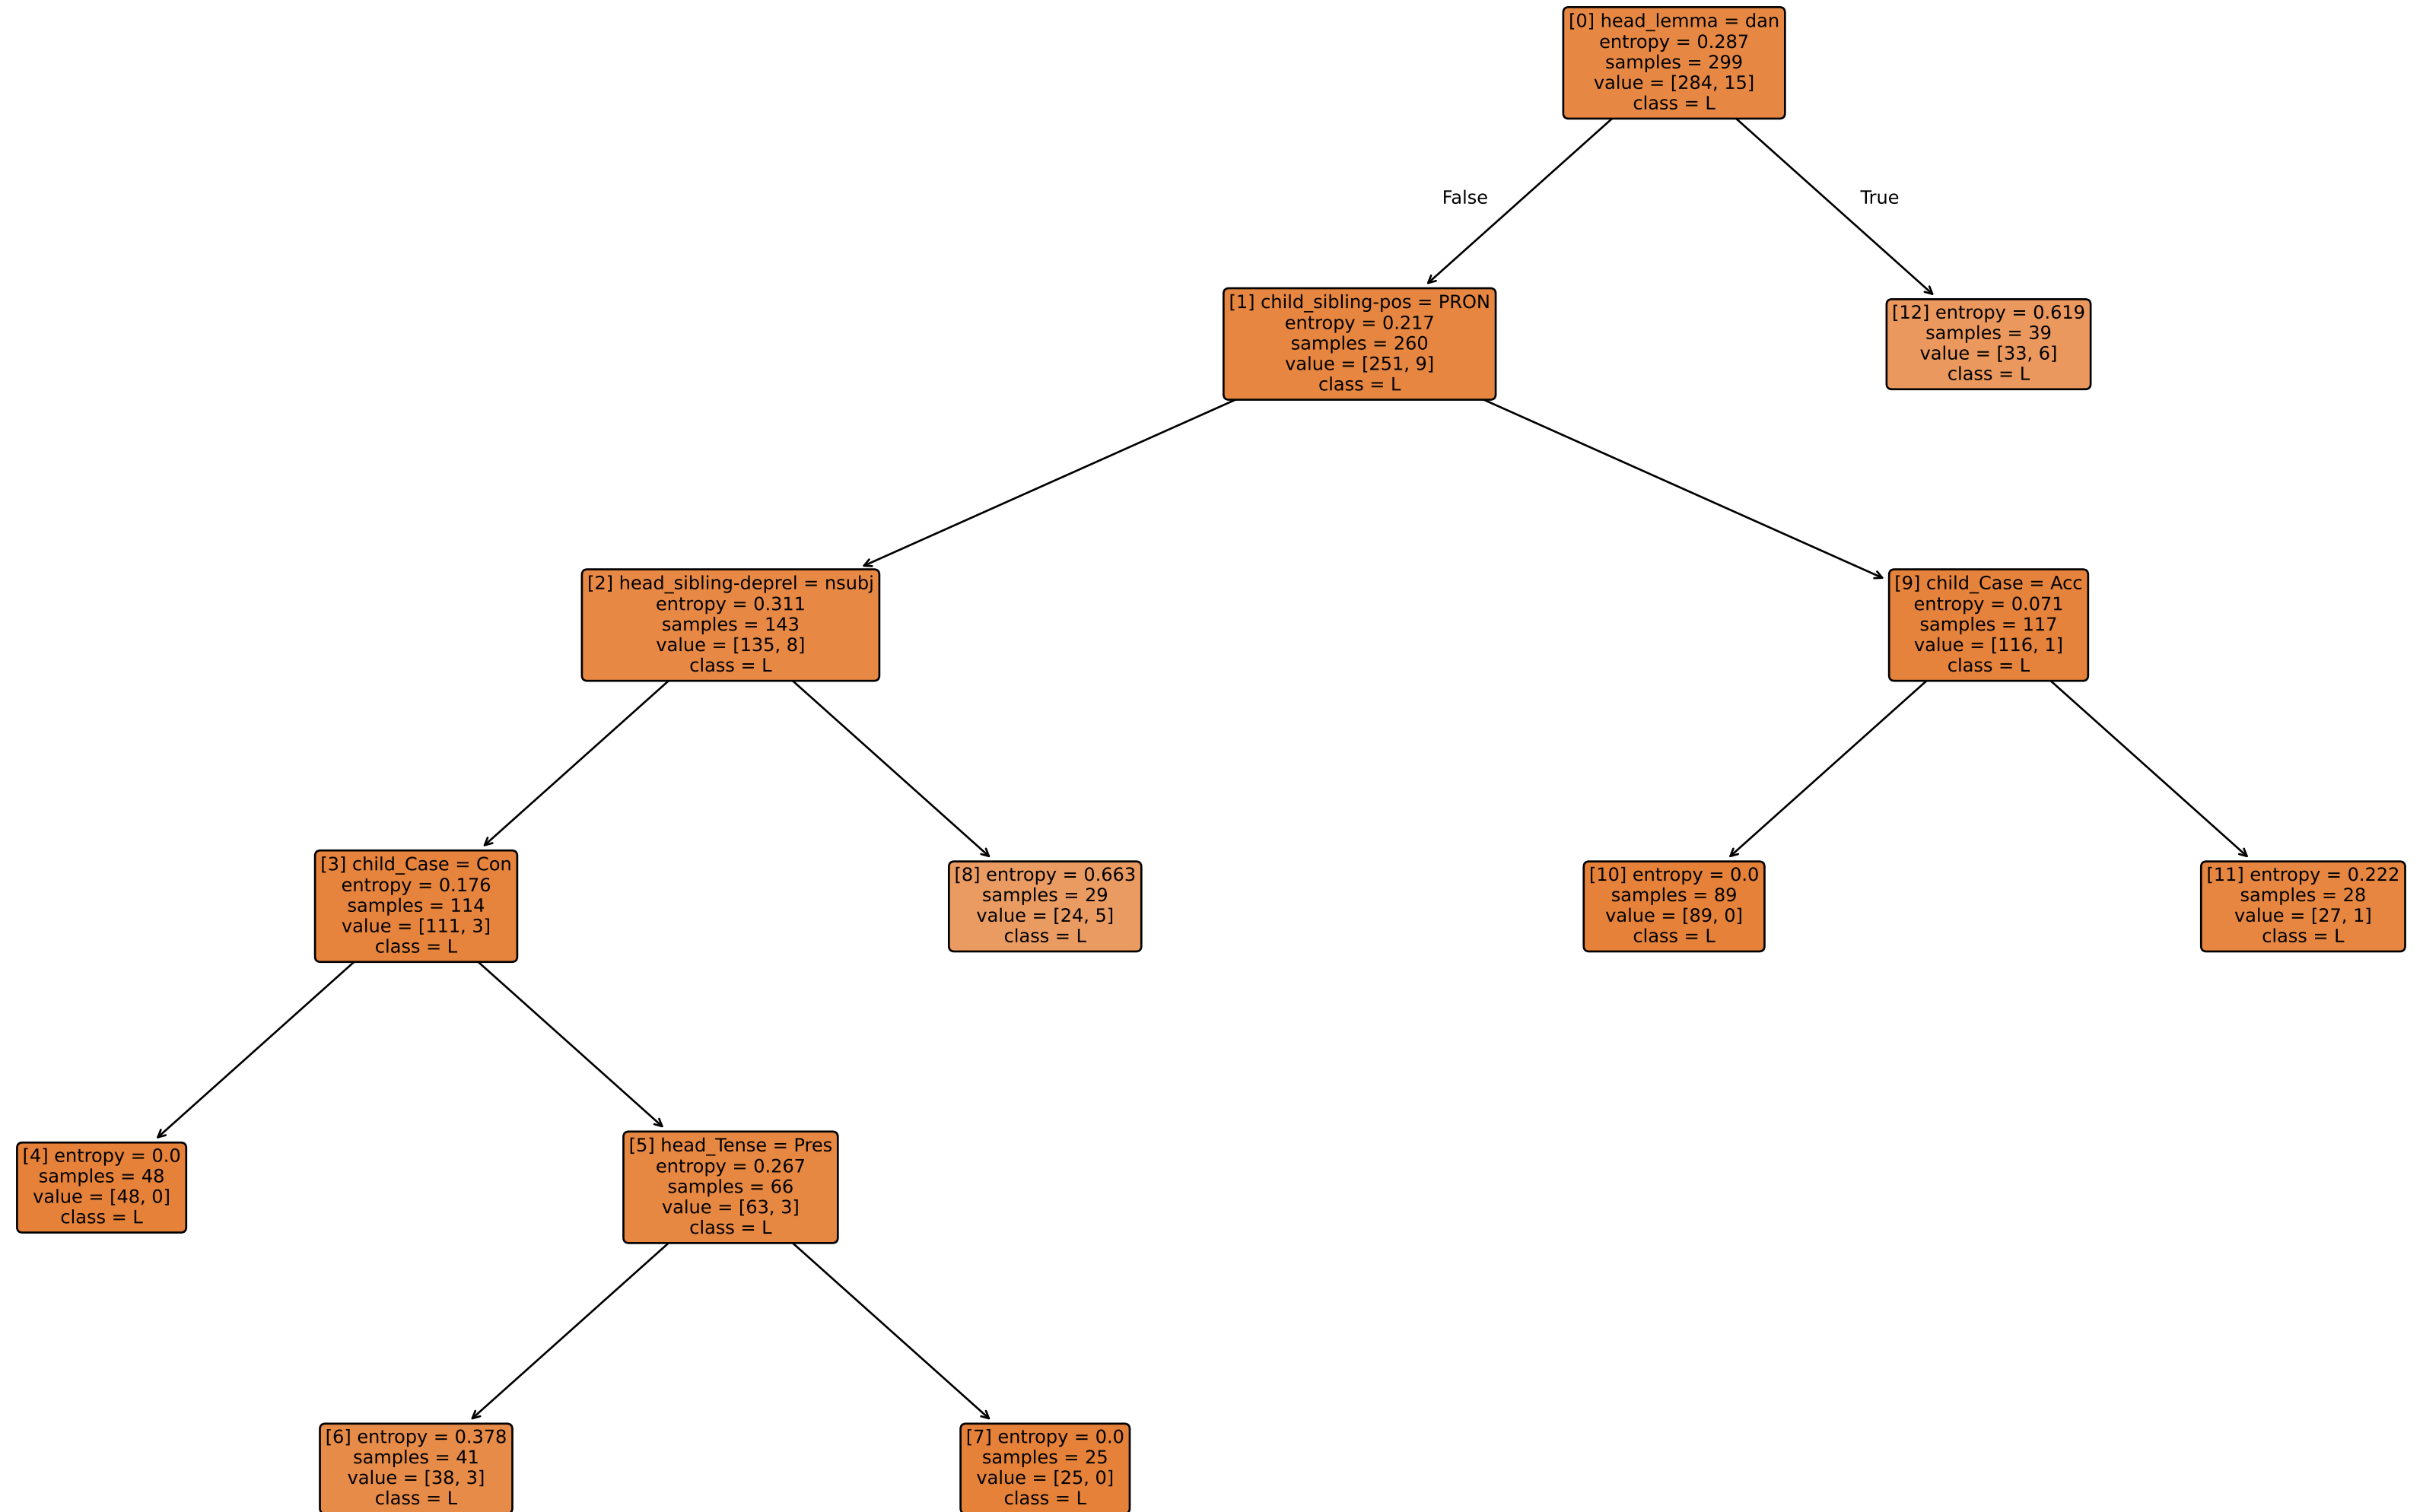 [0] head_lemma = dan
entropy = 0.287
samples = 299
value = [284, 15]
class = L
False
True
[1] child_sibling-pos = PRON
entropy = 0.217
samples = 260
value = [251, 9]
class = L
[12] entropy = 0.619
samples = 39
value = [33, 6]
class = L
[2] head_sibling-deprel = nsubj
entropy = 0.311
samples = 143
value = [135, 8]
class = L
[9] child_Case = Acc
entropy = 0.071
samples = 117
value = [116, 1]
class = L
[3] child_Case = Con
entropy = 0.176
samples = 114
value = [111, 3]
class = L
[8] entropy = 0.663
samples = 29
value = [24, 5]
class = L
[10] entropy = 0.0
samples = 89
value = [89, 0]
class = L
[11] entropy = 0.222
samples = 28
value = [27, 1]
class = L
[4] entropy = 0.0
samples = 48
value = [48, 0]
class = L
[5] head_Tense = Pres
entropy = 0.267
samples = 66
value = [63, 3]
class = L
[6] entropy = 0.378
samples = 41
value = [38, 3]
class = L
[7] entropy = 0.0
samples = 25
value = [25, 0]
class = L